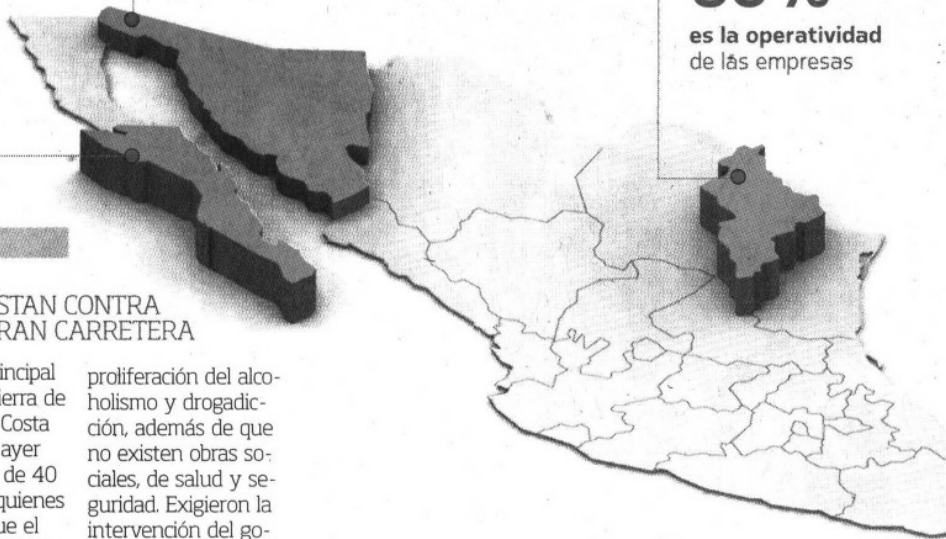 es la operatividad
de las empresas
STAN CONTRA
RAN CARRETERA
incipal
ierra de
Costa
ayer
de 40
quienes
ue el
proliferación del alco-
holismo y drogadic-
ción, además de que
no existen obras so-
ciales, de salud y se-
guridad. Exigieron la
intervención del go-